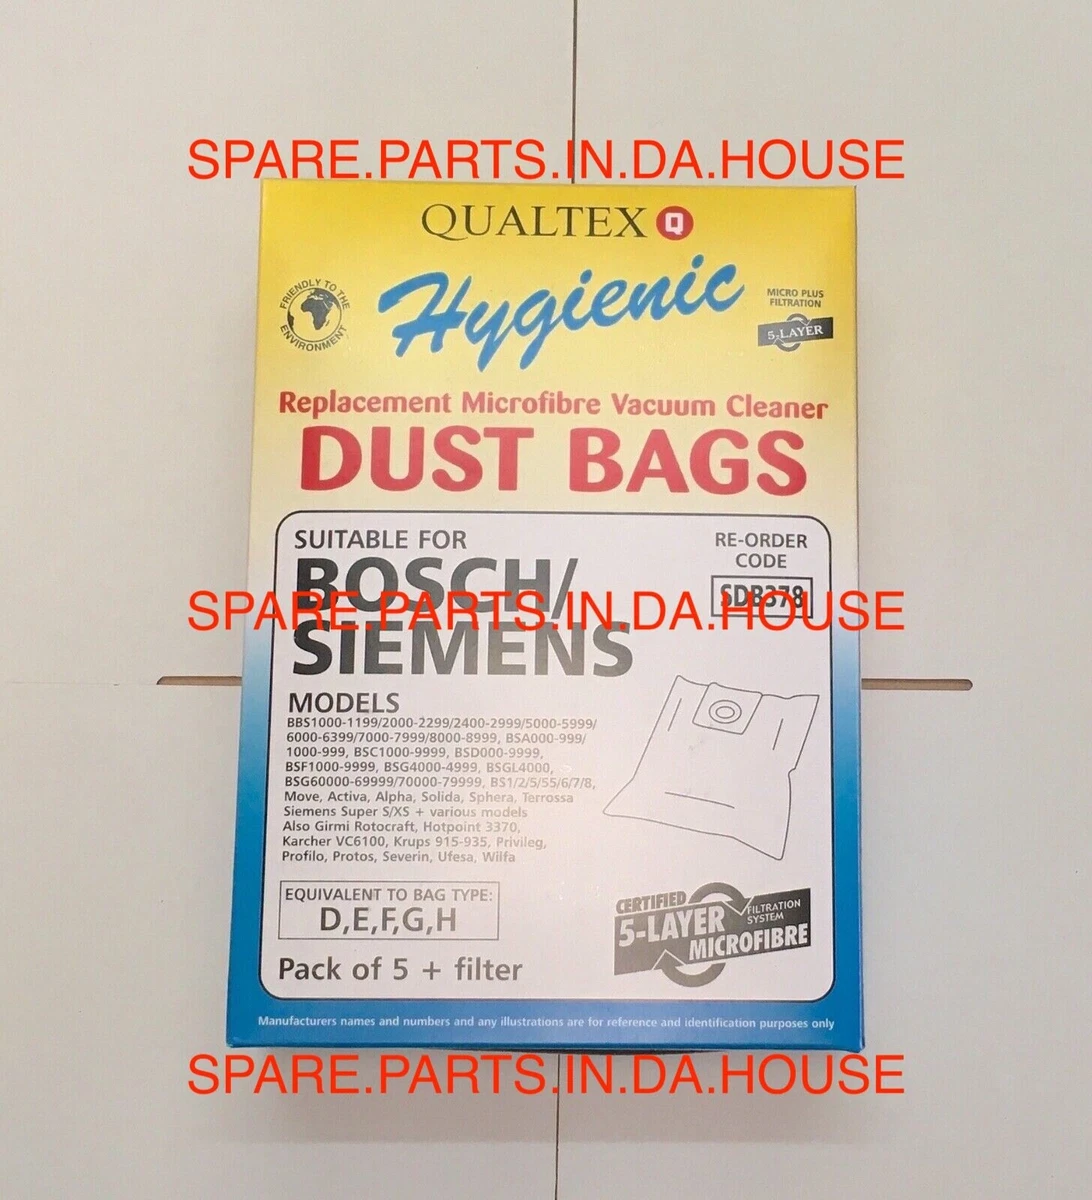 SPARE.PARTS.IN.DA.HOUSE
QUALTEX Q
FRIENDLY TO THE ENVIRONMENT
Hygienic
MICRO PLUS
FILTRATION
5-LAYER
Replacement Microfibre Vacuum Cleaner
DUST BAGS
SUITABLE FOR
BOSCH/
SIEMENS
RE-ORDER
CODE
SDB378
SPARE.PARTS.IN.DA.HOUSE
MODELS
BBS1000-1199/2000-2299/2400-2999/5000-5999/
6000-6399/7000-7999/8000-8999, BSA000-999/
1000-999, BSC1000-9999, BSD000-9999,
BSF1000-9999, BSG4000-4999, BSGL4000,
BSG60000-69999/70000-79999, BS1/2/5/55/6/7/8,
Move, Activa, Alpha, Solida, Sphera, Terrossa
Siemens Super S/XS + various models
Also Girmi Rotocraft, Hotpoint 3370,
Karcher VC6100, Krups 915-935, Privileg,
Profilo, Protos, Severin, Ufesa, Wilfa
EQUIVALENT TO BAG TYPE:
D,E,F,G,H
Pack of 5 + filter
CERTIFIED
5-LAYER
MICROFIBRE
FILTRATION
SYSTEM
Manufacturers names and numbers and any illustrations are for reference and identification purposes only
SPARE.PARTS.IN.DA.HOUSE